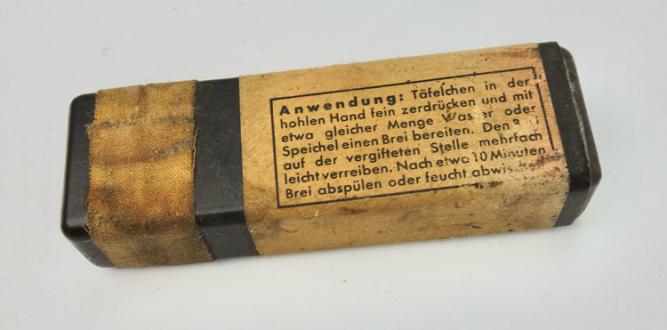 Anwendung: Täfelchen in der
hohlen Hand fein zerdrücken und mit
etwa gleicher Menge Wasser oder
Speichel einen Brei bereiten. Den
auf der vergifteten Stelle mehrfach
leicht verreiben. Nach etwa 10 Minuten
Brei abspülen oder feucht